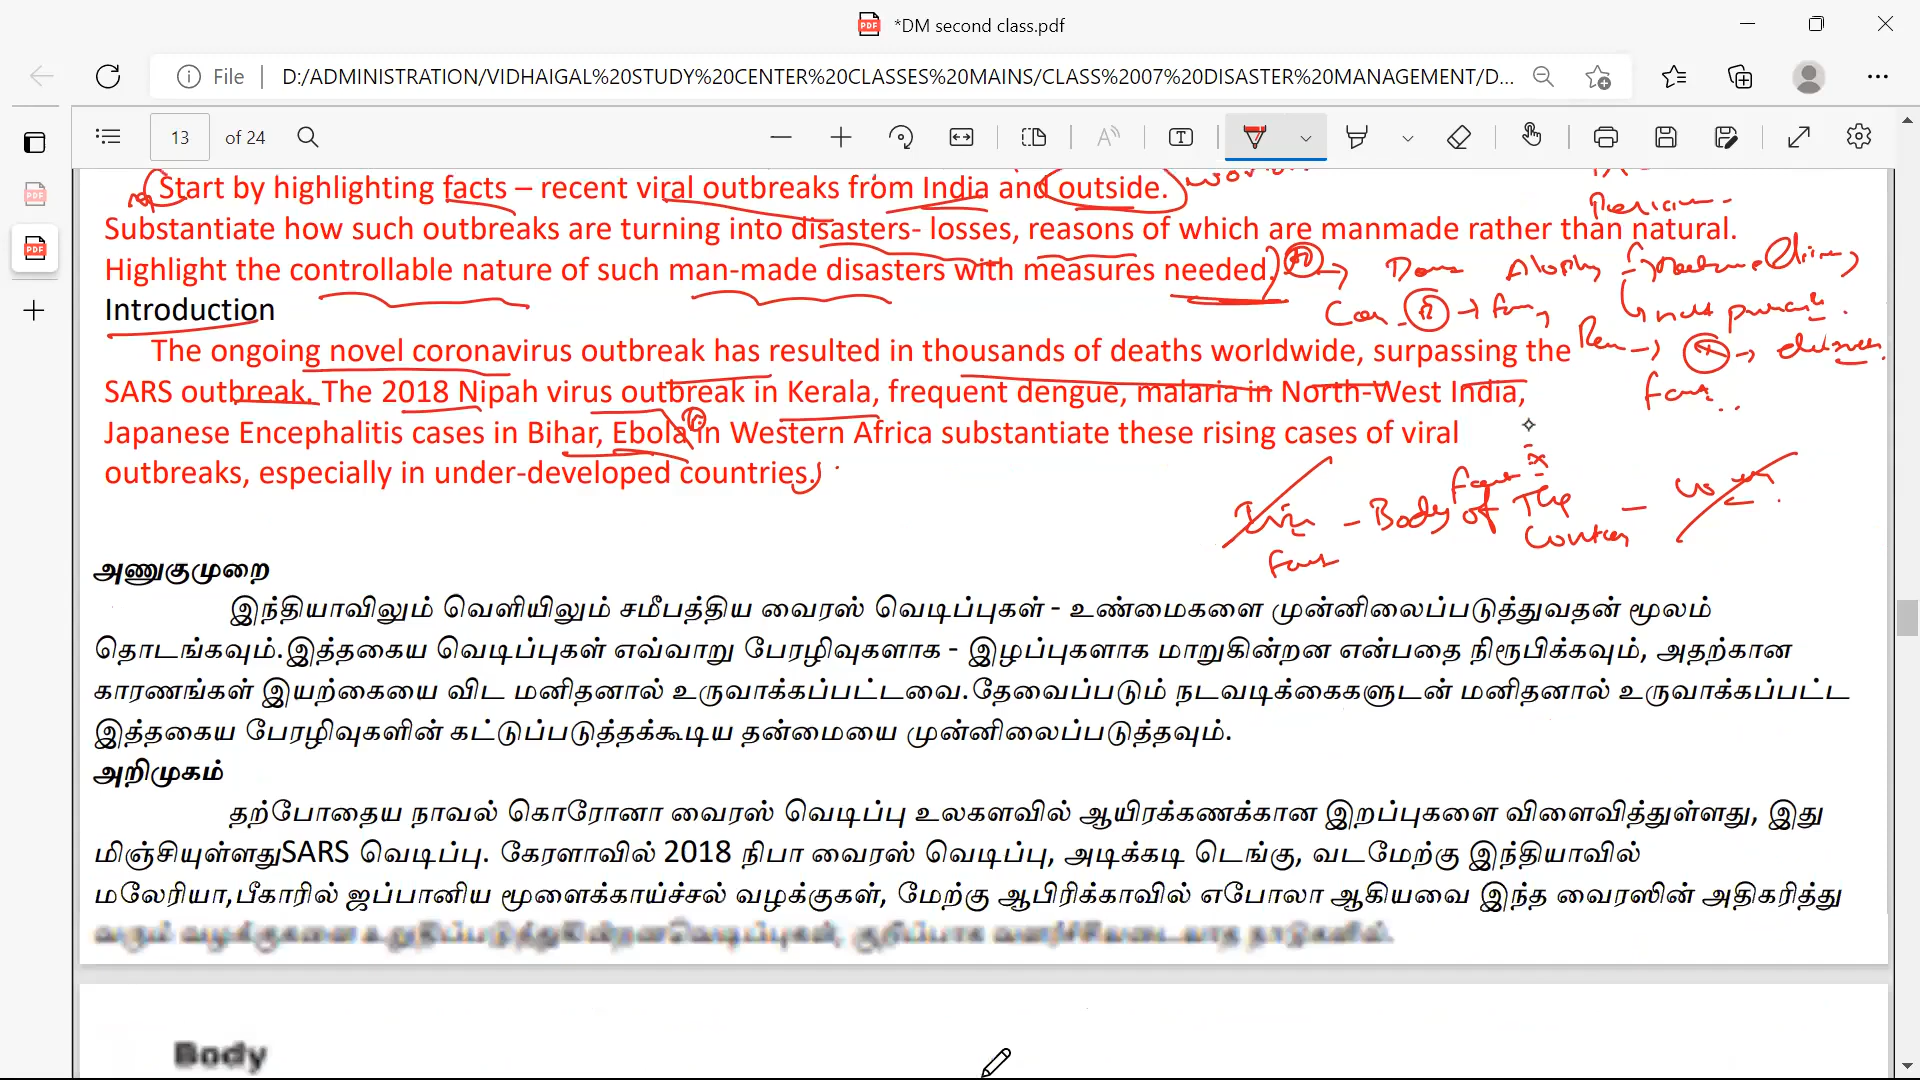 *DM second class.pdf
File
D:/ADMINISTRATION/VIDHAIGAL%20STUDY%20CENTER%20CLASSES%20MAINS/CLASS%2007%20DISASTER%20MANAGEMENT/D...
13 of 24
Start by highlighting facts – recent viral outbreaks from India and outside.
Substantiate how such outbreaks are turning into disasters- losses, reasons of which are manmade rather than natural.
Highlight the controllable nature of such man-made disasters with measures needed.
Introduction
The ongoing novel coronavirus outbreak has resulted in thousands of deaths worldwide, surpassing the
SARS outbreak. The 2018 Nipah virus outbreak in Kerala, frequent dengue, malaria in North-West India,
Japanese Encephalitis cases in Bihar, Ebola in Western Africa substantiate these rising cases of viral
outbreaks, especially in under-developed countries.
Body of The
அணுகுமுறை
இந்தியாவிலும் வெளியிலும் சமீபத்திய வைரஸ் வெடிப்புகள் - உண்மைகளை முன்னிலைப்படுத்துவதன் மூலம்
தொடங்கவும்.இத்தகைய வெடிப்புகள் எவ்வாறு பேரழிவுகளாக - இழப்புகளாக மாறுகின்றன என்பதை நிரூபிக்கவும், அதற்கான
காரணங்கள் இயற்கையை விட மனிதனால் உருவாக்கப்பட்டவை.தேவைப்படும் நடவடிக்கைகளுடன் மனிதனால் உருவாக்கப்பட்ட
இத்தகைய பேரழிவுகளின் கட்டுப்படுத்தக்கூடிய தன்மையை முன்னிலைப்படுத்தவும்.
அறிமுகம்
தற்போதைய நாவல் கொரோனா வைரஸ் வெடிப்பு உலகளவில் ஆயிரக்கணக்கான இறப்புகளை விளைவித்துள்ளது, இது
மிஞ்சியுள்ளதுSARS வெடிப்பு. கேரளாவில் 2018 நிபா வைரஸ் வெடிப்பு, அடிக்கடி டெங்கு, வடமேற்கு இந்தியாவில்
மலேரியா,பீகாரில் ஜப்பானிய மூளைக்காய்ச்சல் வழக்குகள், மேற்கு ஆபிரிக்காவில் எபோலா ஆகியவை இந்த வைரஸின் அதிகரித்து
Body